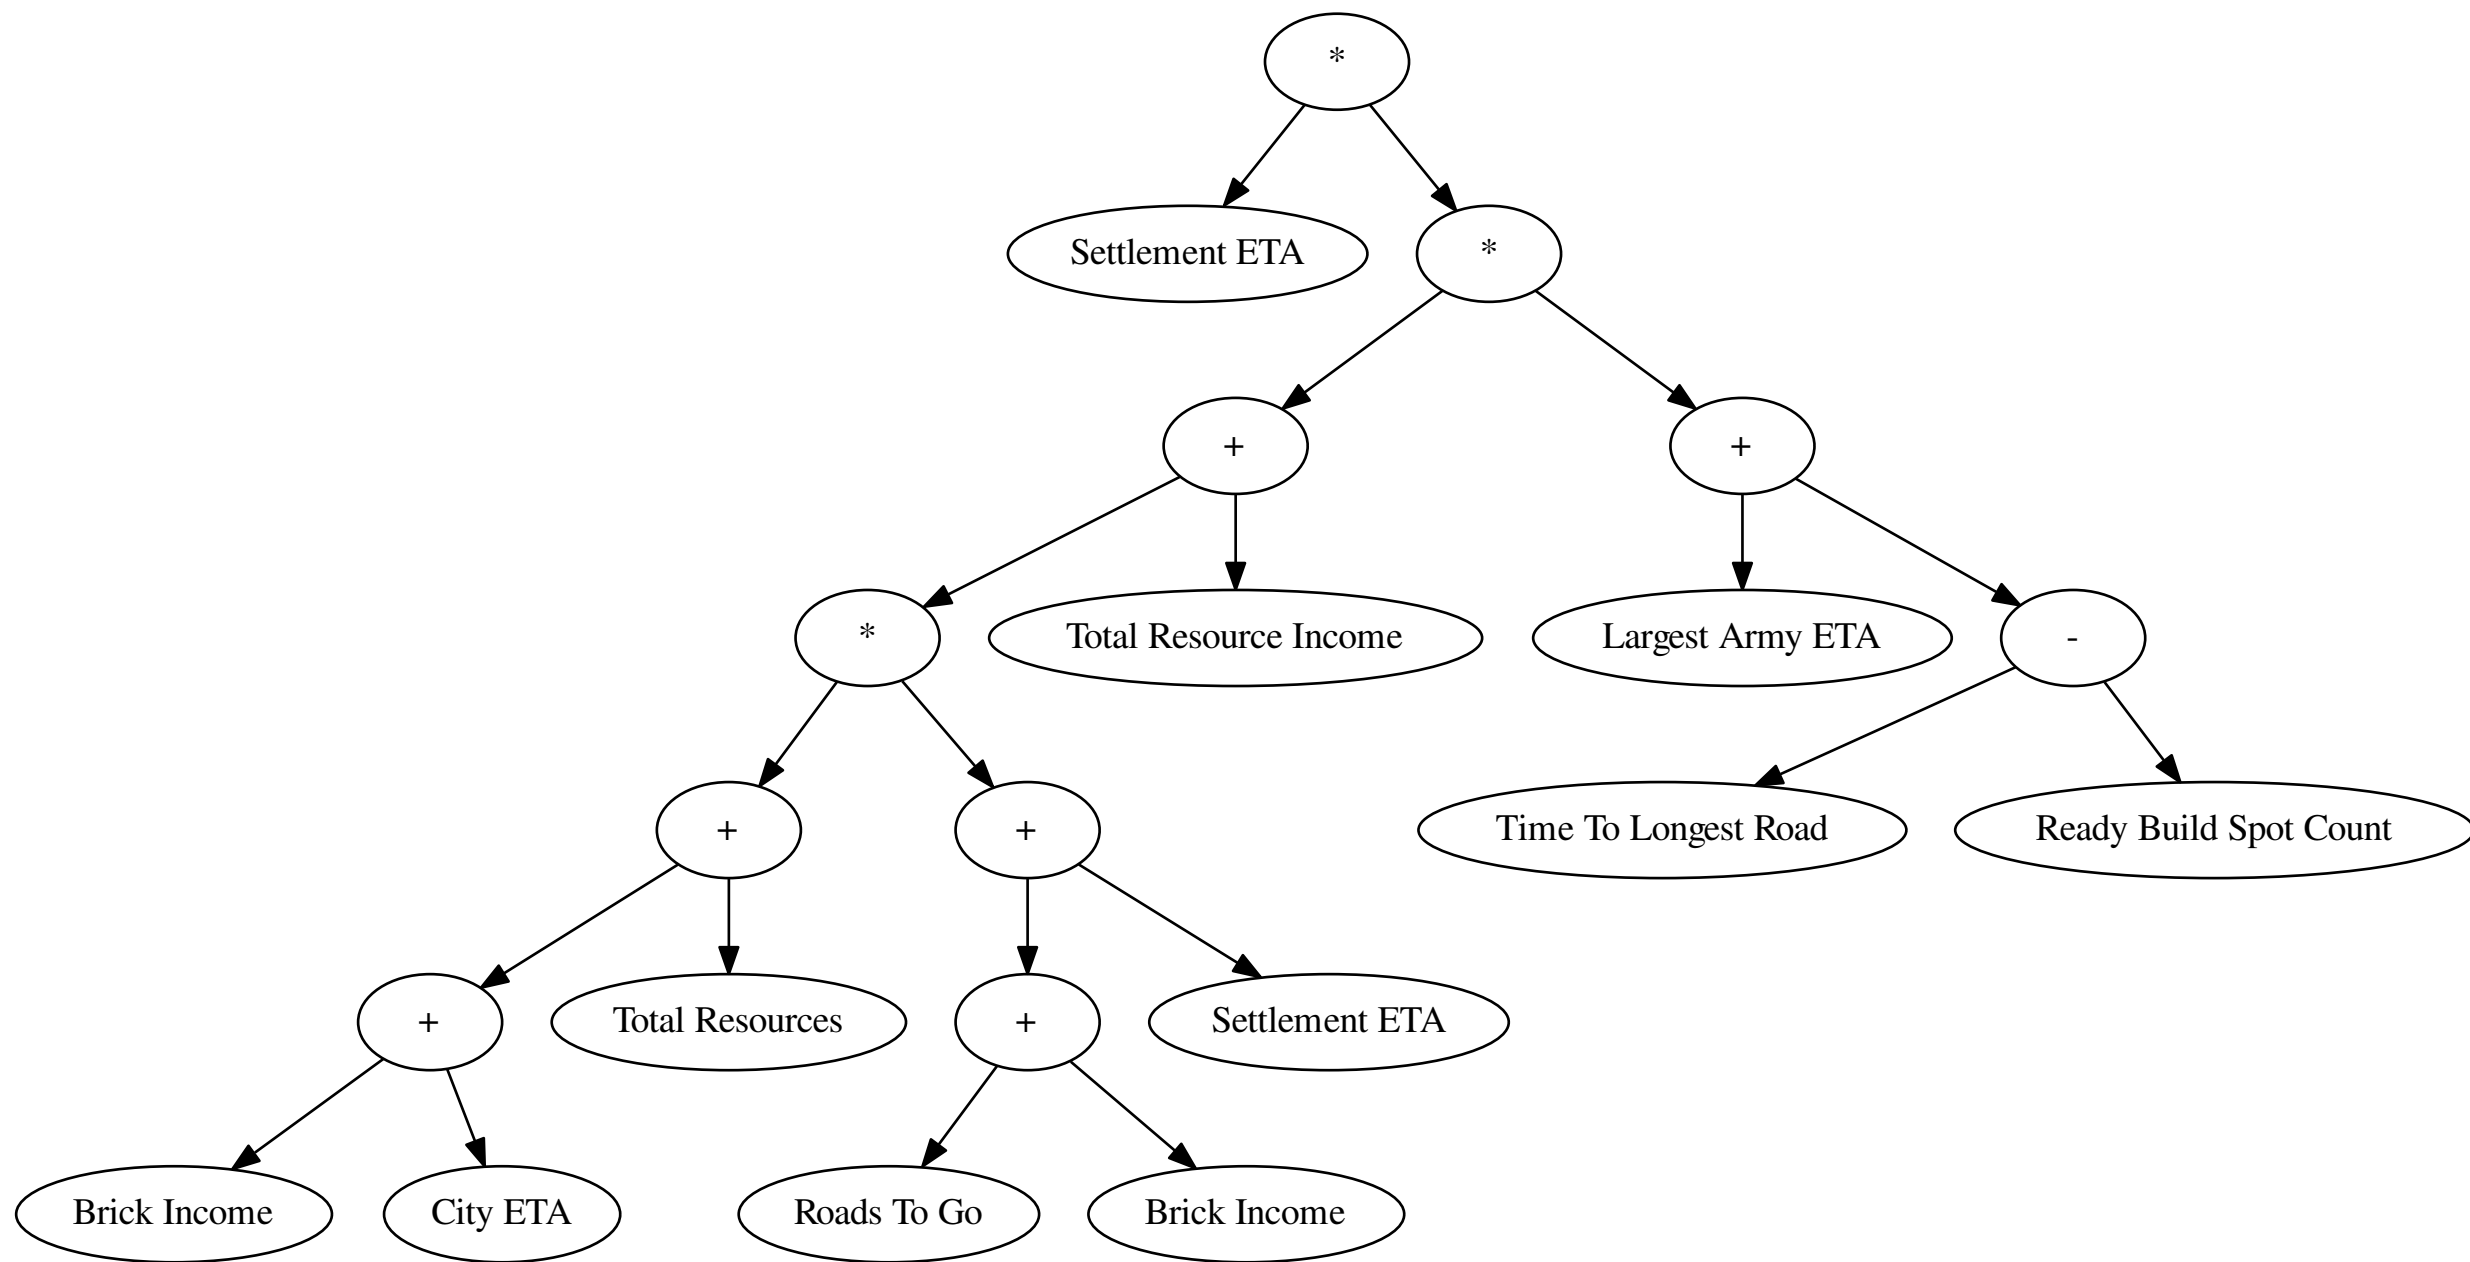 *
Settlement ETA
*
+
+
*
Total Resource Income
Largest Army ETA
-
+
+
Time To Longest Road
Ready Build Spot Count
+
Total Resources
+
Settlement ETA
Brick Income
City ETA
Roads To Go
Brick Income